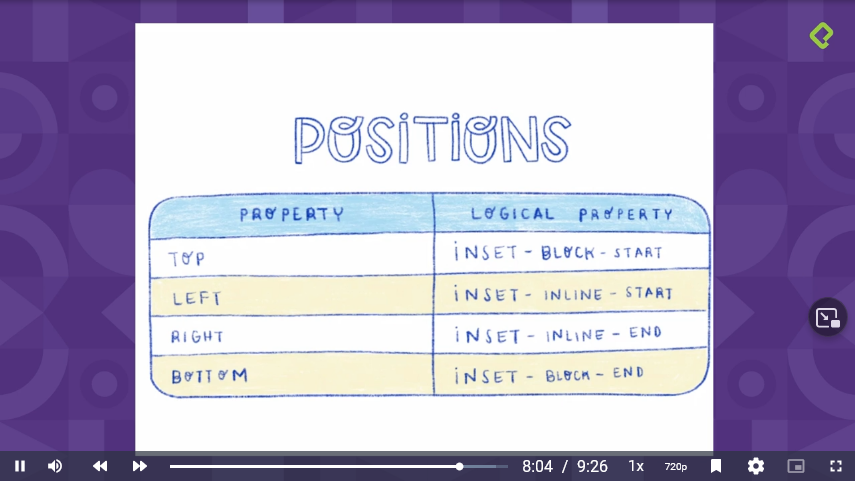 POSITIONS
PROPERTY LOGICAL PROPERTY
TOP INSET - BLOCK - START
LEFT INSET - INLINE - START
RIGHT INSET - INLINE - END
BOTTOM INSET - BLOCK - END
8:04 / 9:26 1x 720p